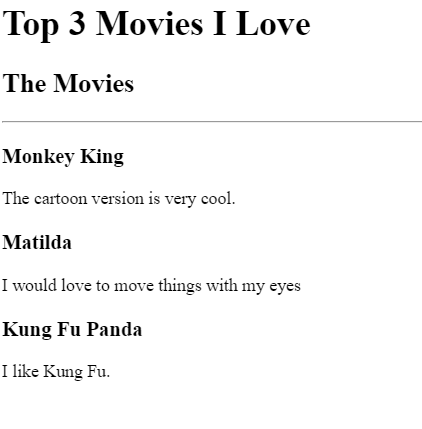 Top 3 Movies I Love
The Movies
Monkey King
The cartoon version is very cool.
Matilda
I would love to move things with my eyes
Kung Fu Panda
I like Kung Fu.